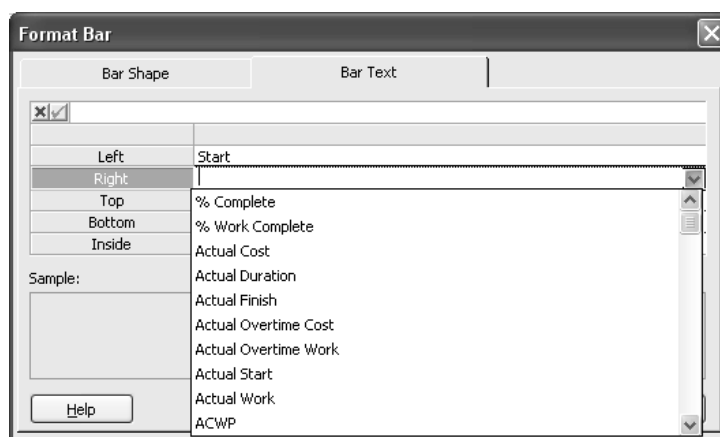 Format Bar
Bar Shape Bar Text
Left Start
Right
Top
Bottom
Inside
% Complete
% Work Complete
Actual Cost
Actual Duration
Actual Finish
Actual Overtime Cost
Actual Overtime Work
Actual Start
Actual Work
ACWP
Sample:
Help